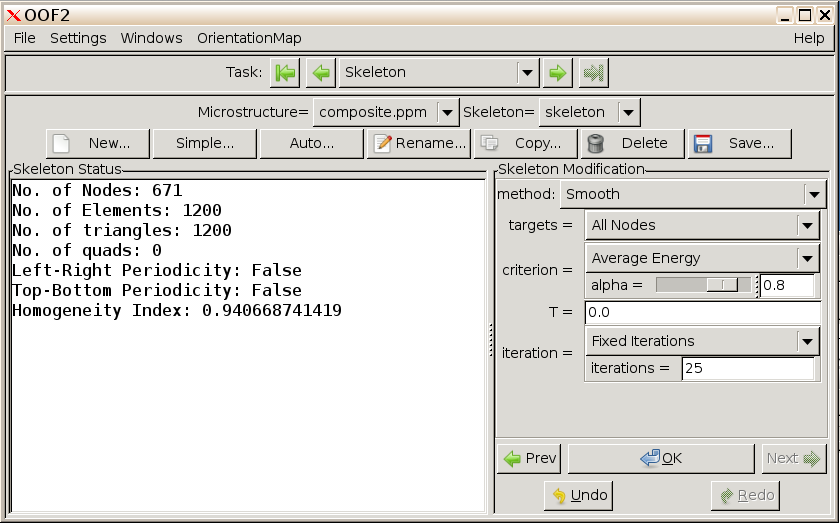 OOF2
File Settings Windows OrientationMap Help
Task: Skeleton
Microstructure= composite.ppm Skeleton= skeleton
New... Simple... Auto... Rename... Copy... Delete Save...
Skeleton Status
No. of Nodes: 671
No. of Elements: 1200
No. of triangles: 1200
No. of quads: 0
Left-Right Periodicity: False
Top-Bottom Periodicity: False
Homogeneity Index: 0.940668741419
Skeleton Modification
method: Smooth
targets = All Nodes
criterion = Average Energy
alpha = 0.8
T = 0.0
iteration = Fixed Iterations
iterations = 25
Prev OK Next
Undo Redo